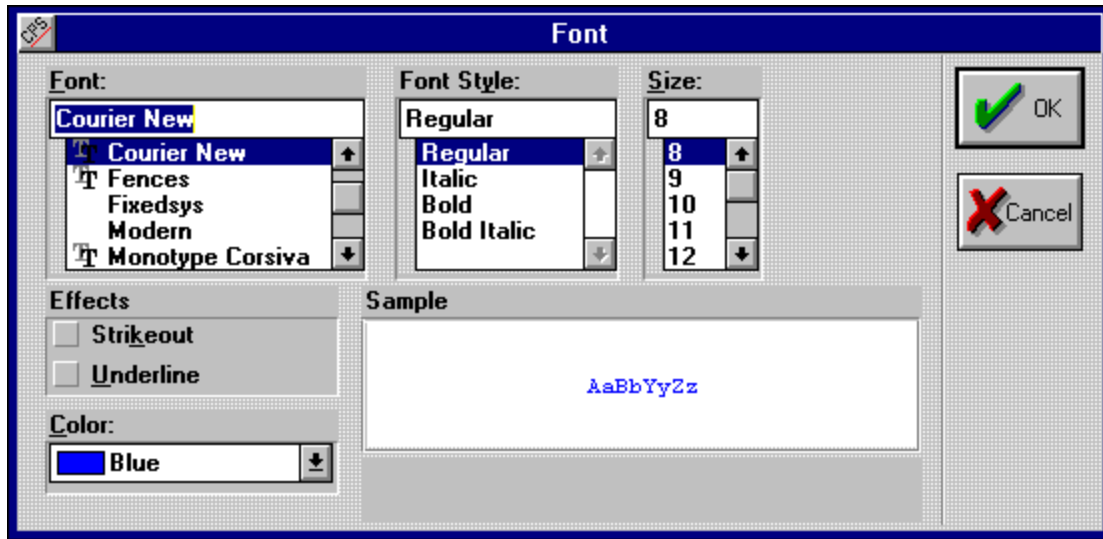 CPS
Font
Font:
Courier New
Courier New
Fences
Fixedsys
Modern
Monotype Corsiva
Font Style:
Regular
Regular
Italic
Bold
Bold Italic
Size:
8
8
9
10
11
12
OK
Cancel
Effects
Strikeout
Underline
Color:
Blue
Sample
AaBbYyZz